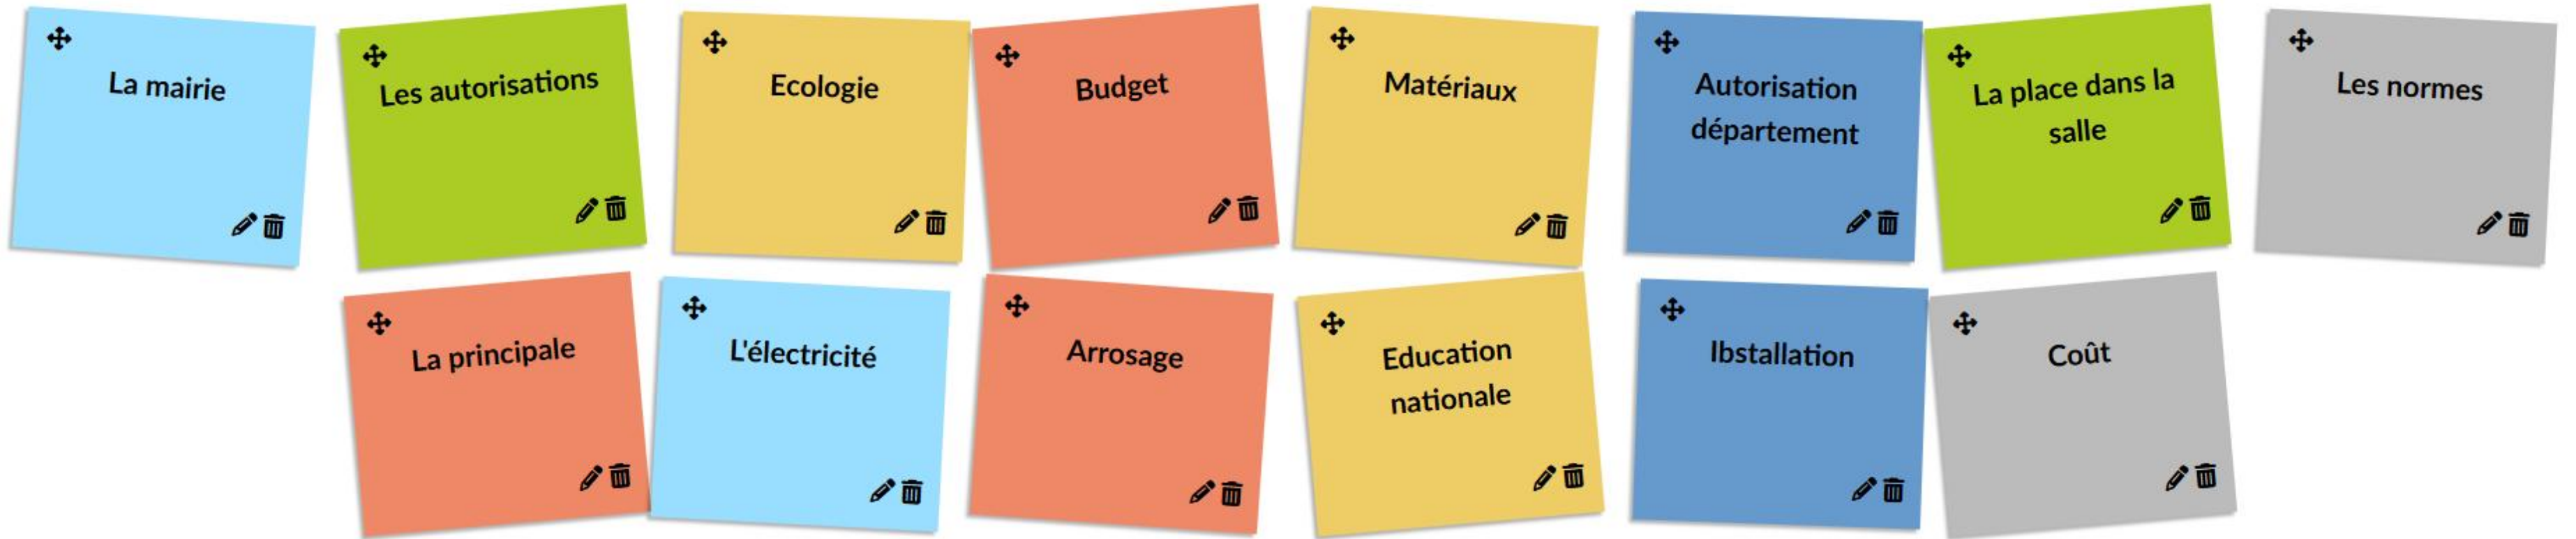 La mairie
Les autorisations
Ecologie
Budget
Matériaux
Autorisation
département
La place dans la
salle
Les normes
La principale
L'électricité
Arrosage
Education
nationale
Ibstallation
Coût